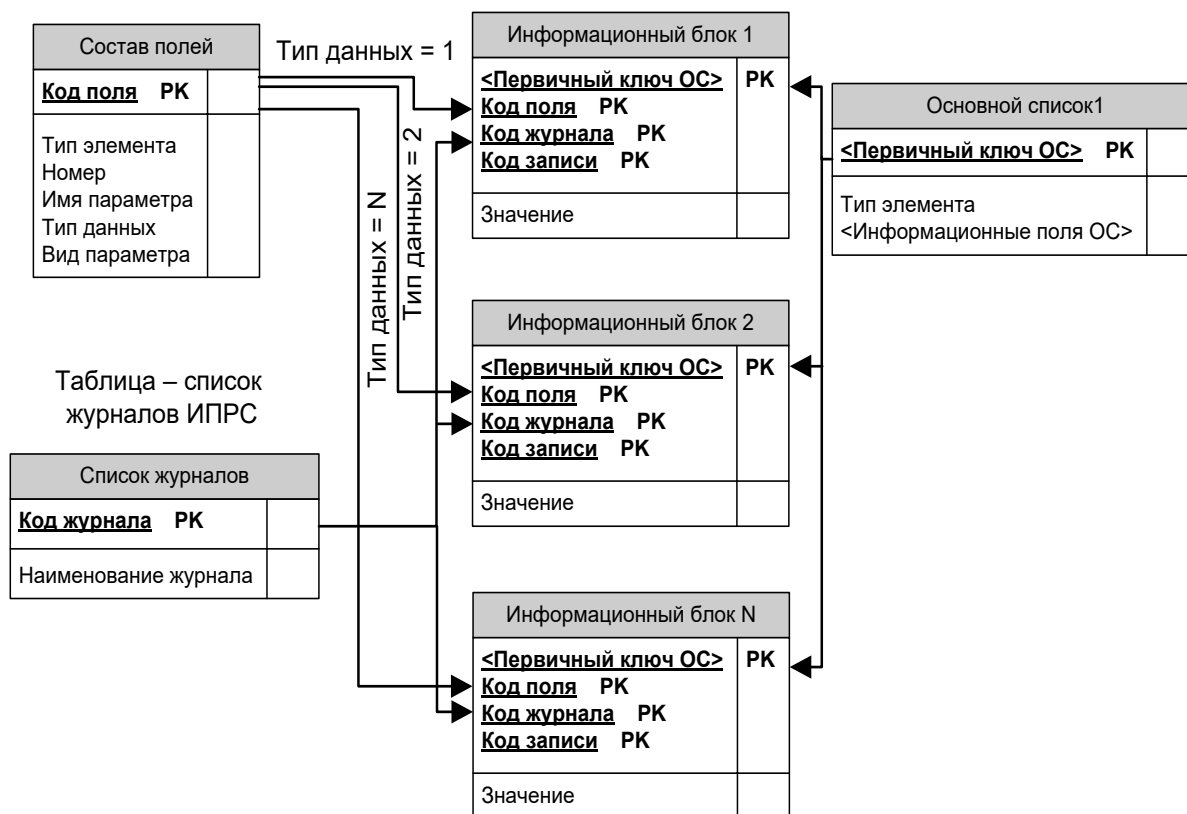 Состав полей
Код поля PK
Тип элемента
Номер
Имя параметра
Тип данных
Вид параметра
Тип данных = 1
Тип данных = 2
Тип данных = N
Таблица – список
журналов ИПРС
Список журналов
Код журнала PK
Наименование журнала
Информационный блок 1
<Первичный ключ ОС> PK
Код поля PK
Код журнала PK
Код записи PK
Значение
Информационный блок 2
<Первичный ключ ОС> PK
Код поля PK
Код журнала PK
Код записи PK
Значение
Информационный блок N
<Первичный ключ ОС> PK
Код поля PK
Код журнала PK
Код записи PK
Значение
Основной список1
<Первичный ключ ОС> PK
Тип элемента
<Информационные поля ОС>